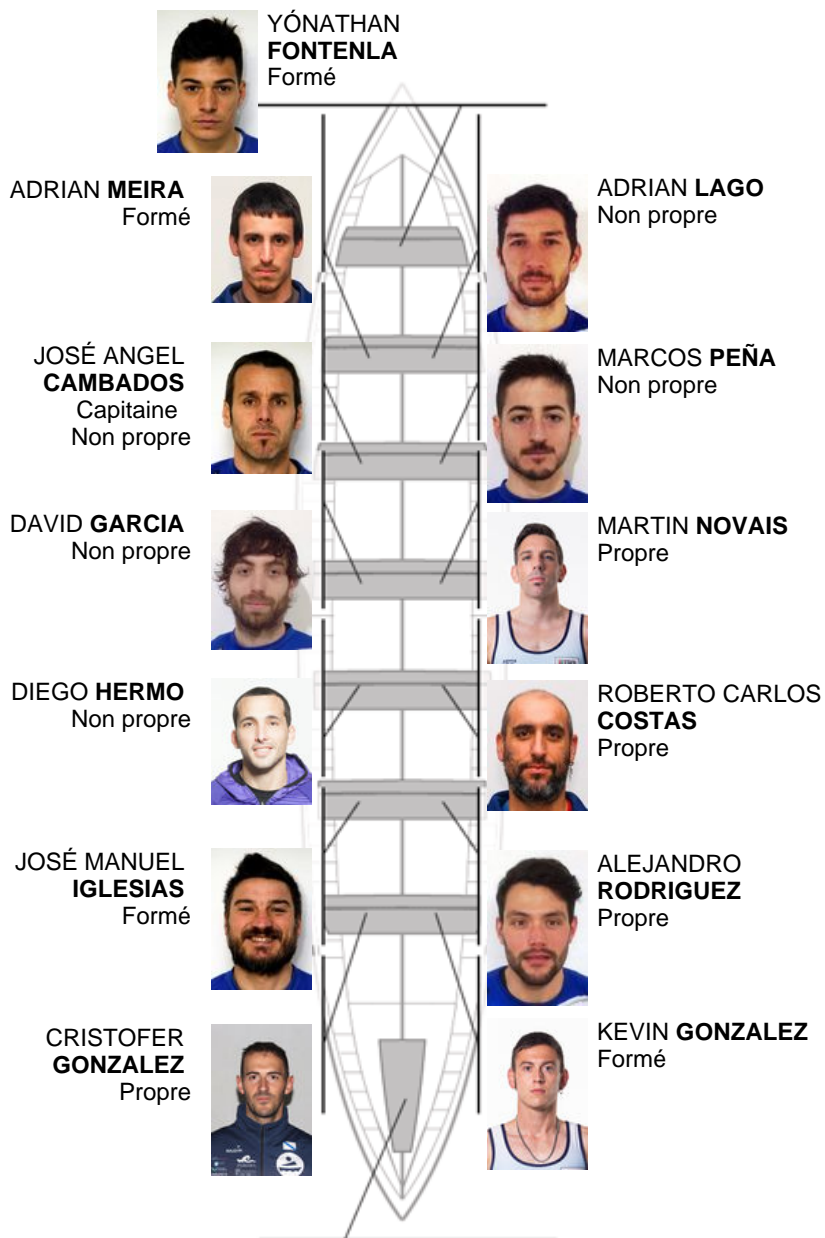 YÓNATHAN
FONTENLA
Formé
ADRIAN MEIRA
Formé
ADRIAN LAGO
Non propre
JOSÉ ANGEL
CAMBADOS
Capitaine
Non propre
MARCOS PEÑA
Non propre
DAVID GARCIA
Non propre
MARTIN NOVAIS
Propre
DIEGO HERMO
Non propre
ROBERTO CARLOS
COSTAS
Propre
JOSÉ MANUEL
IGLESIAS
Formé
ALEJANDRO
RODRIGUEZ
Propre
CRISTOFER
GONZALEZ
Propre
KEVIN GONZALEZ
Formé